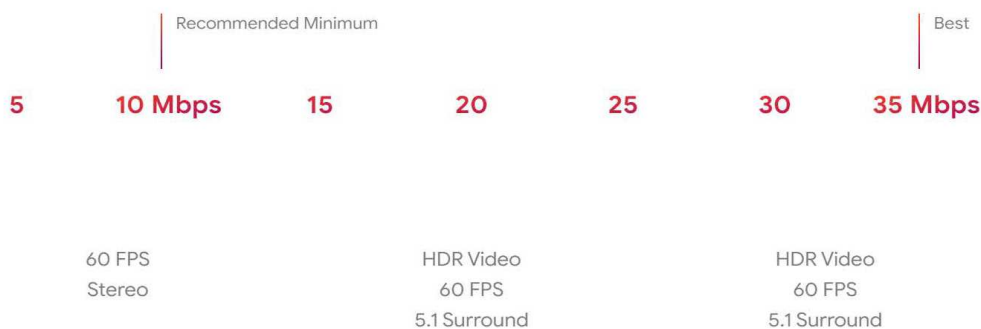 Recommended Minimum
Best
5
10 Mbps
15
20
25
30
35 Mbps
60 FPS
Stereo
HDR Video
60 FPS
5.1 Surround
HDR Video
60 FPS
5.1 Surround